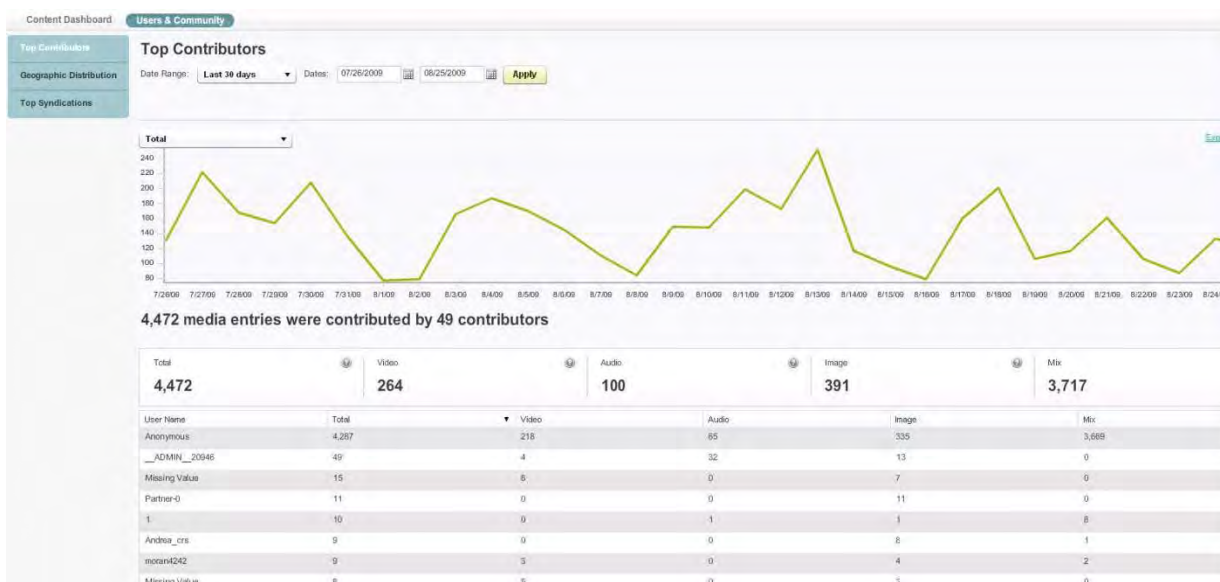 Content Dashboard Users & Community
Top Contributors
Geographic Distribution
Top Syndications
Top Contributors
Date Range: Last 30 days Dates: 07/26/2009 08/25/2009 Apply
Total
240
220
200
180
160
140
120
100
80
7/26/09 7/27/09 7/28/09 7/29/09 7/30/09 7/31/09 8/1/09 8/2/09 8/3/09 8/4/09 8/5/09 8/6/09 8/7/09 8/8/09 8/9/09 8/10/09 8/11/09 8/12/09 8/13/09 8/14/09 8/15/09 8/16/09 8/17/09 8/18/09 8/19/09 8/20/09 8/21/09 8/22/09 8/23/09 8/24
4,472 media entries were contributed by 49 contributors
Total Video Audio Image Mix
4,472 264 100 391 3,717
User Name Total Video Audio Image Mix
Anonymous 4,287 218 65 335 3,669
__ADMIN__20946 49 4 32 13 0
Missing Value 15 8 0 7 0
Partner-0 11 0 0 11 0
1 10 0 1 1 8
Andrea_crs 9 0 0 8 1
moran4242 9 3 0 4 2
Missing Value